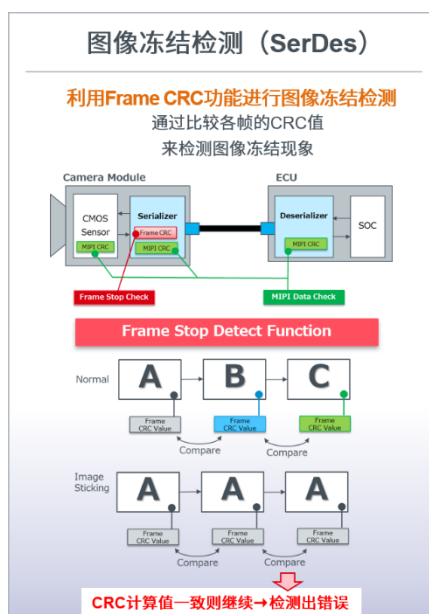 图像冻结检测（SerDes）
利用Frame CRC功能进行图像冻结检测
通过比较各帧的CRC值
来检测图像冻结现象
Camera Module
ECU
CMOS
Sensor
MIPI CRC
Serializer
Frame CRC
MIPI CRC
Deserializer
MIPI CRC
SOC
Frame Stop Check
MIPI Data Check
Frame Stop Detect Function
Normal
A
B
C
Frame
CRC Value
Frame
CRC Value
Frame
CRC Value
Compare
Compare
Image
Sticking
A
A
A
Frame
CRC Value
Frame
CRC Value
Frame
CRC Value
Compare
Compare
CRC计算值一致则继续→检测出错误